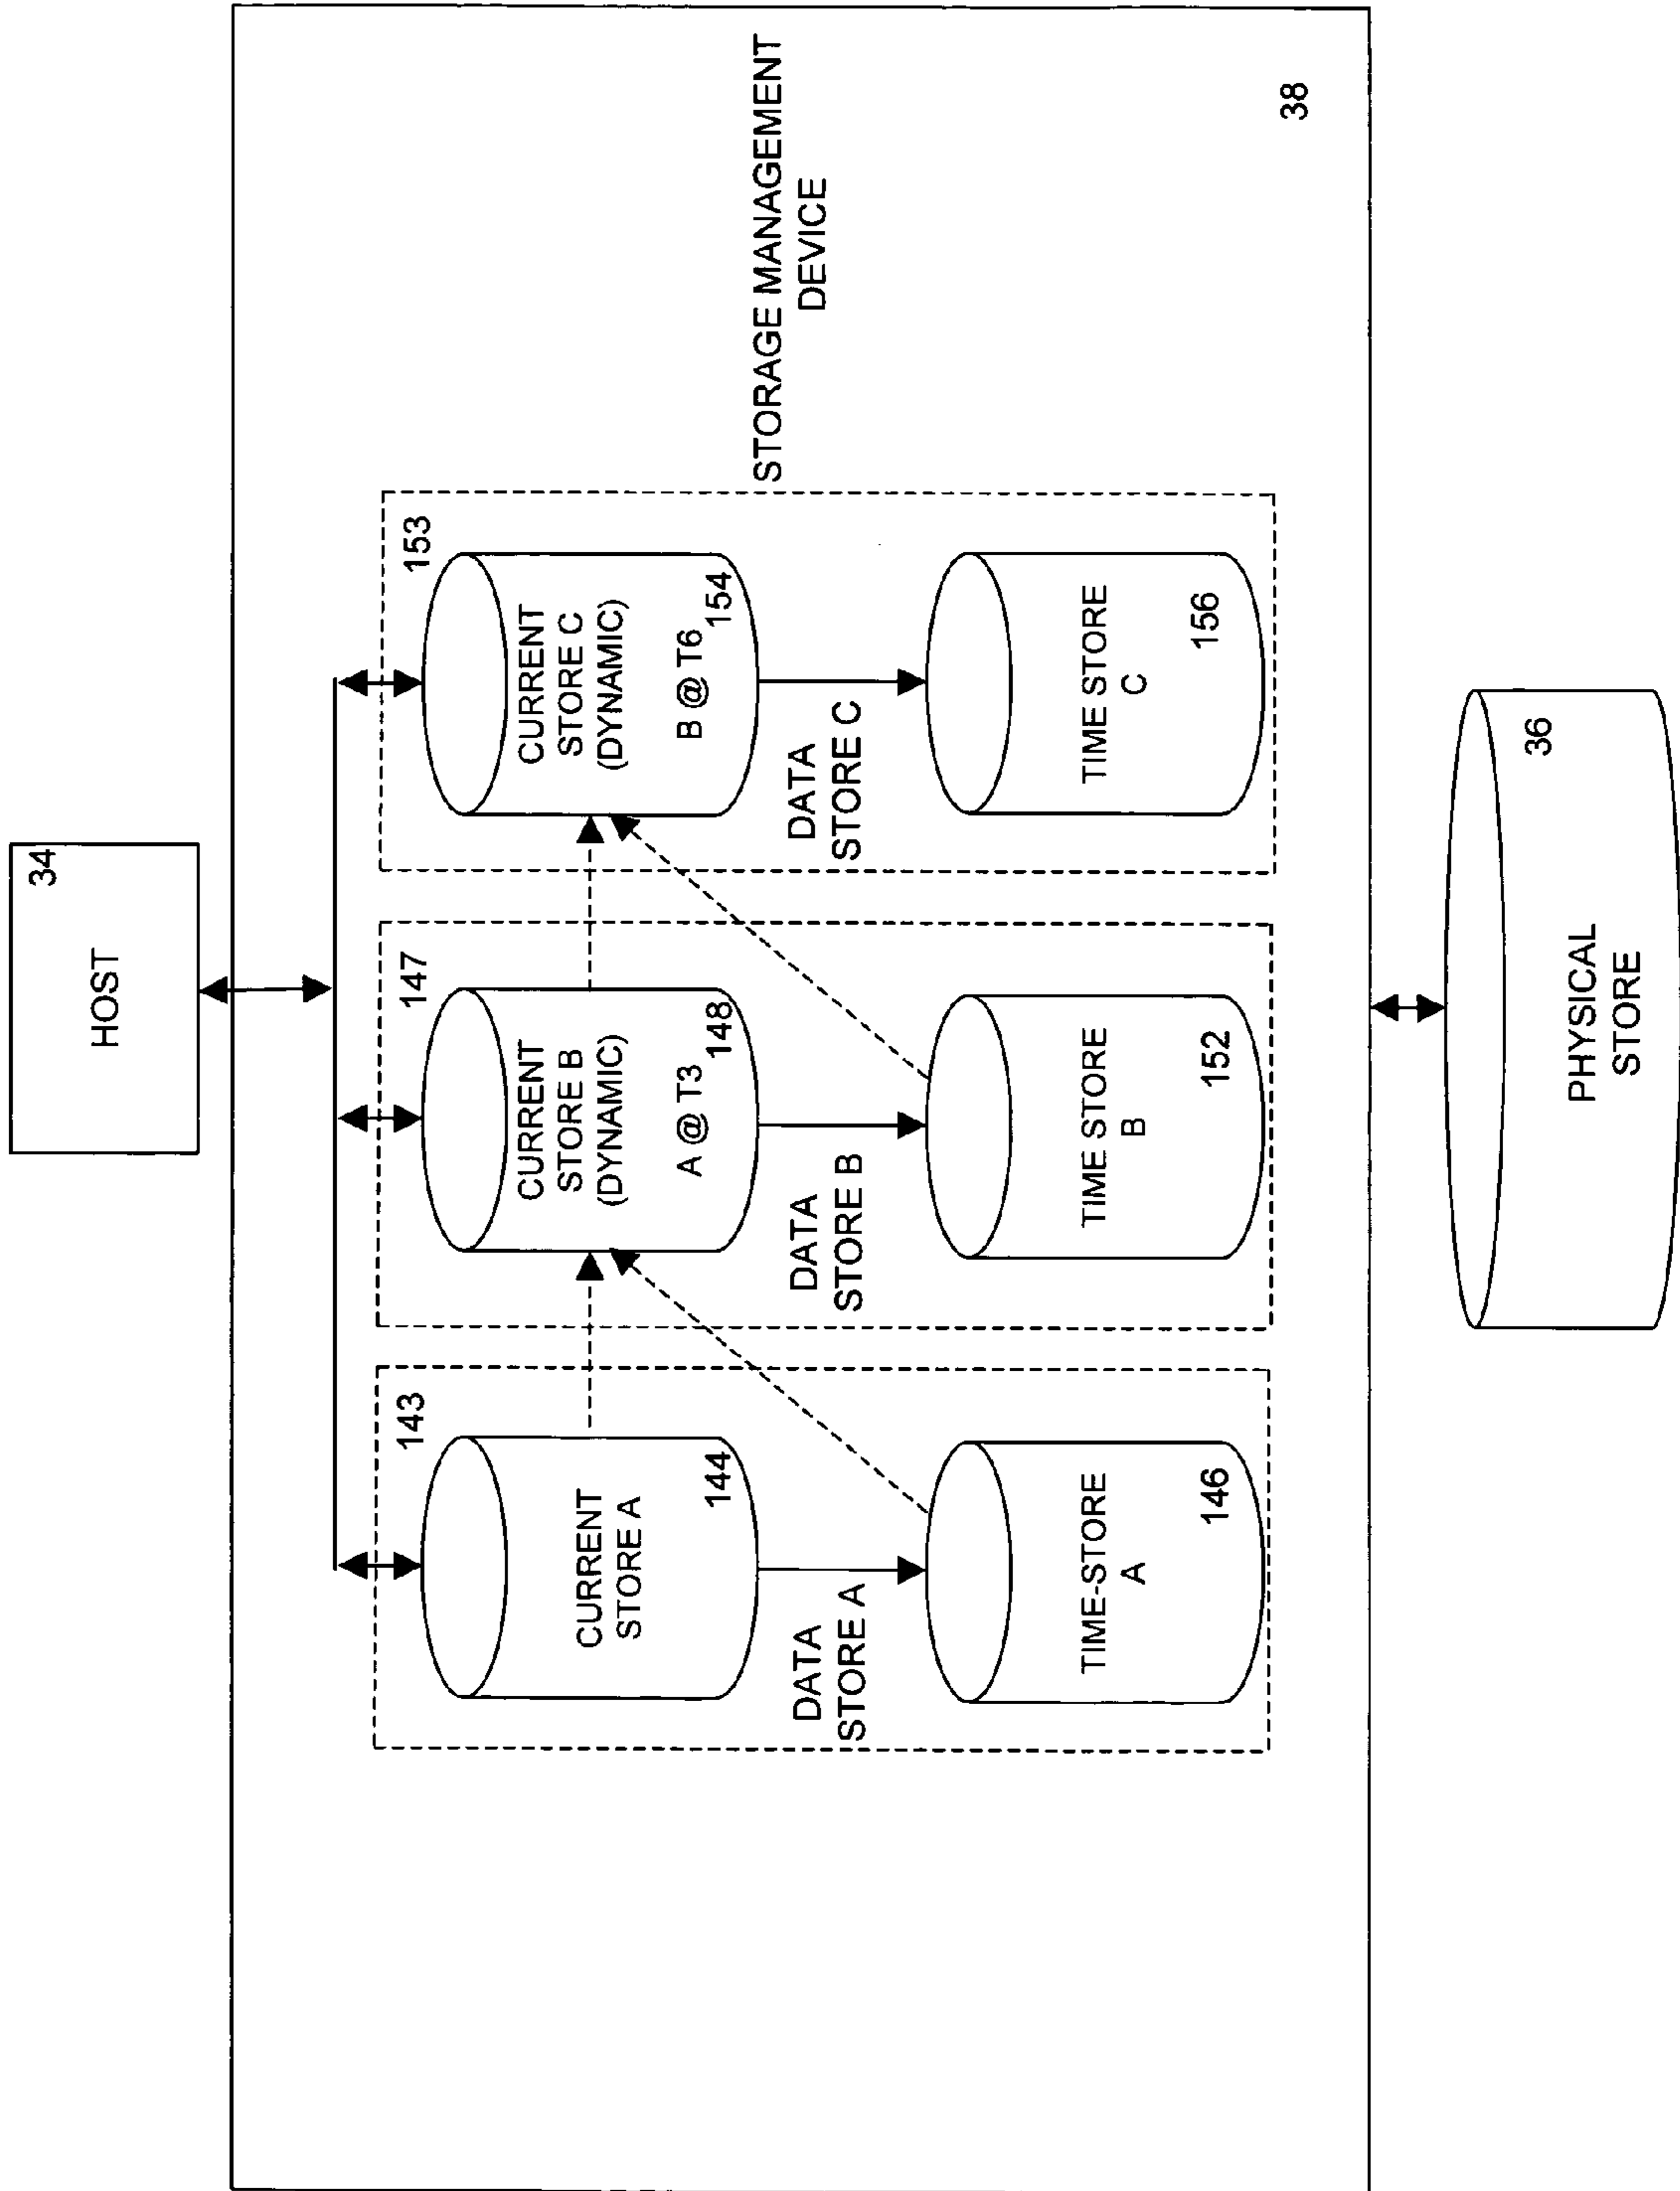 HOST
34
143
CURRENT
STORE A
144
DATA
STORE A
TIME-STORE
A
146
147
CURRENT
STORE B
(DYNAMIC)
A @ T3
148
DATA
STORE B
TIME STORE
B
152
153
CURRENT
STORE C
(DYNAMIC)
B @ T6
154
DATA
STORE C
TIME STORE
C
156
STORAGE MANAGEMENT
DEVICE
38
PHYSICAL
STORE
36